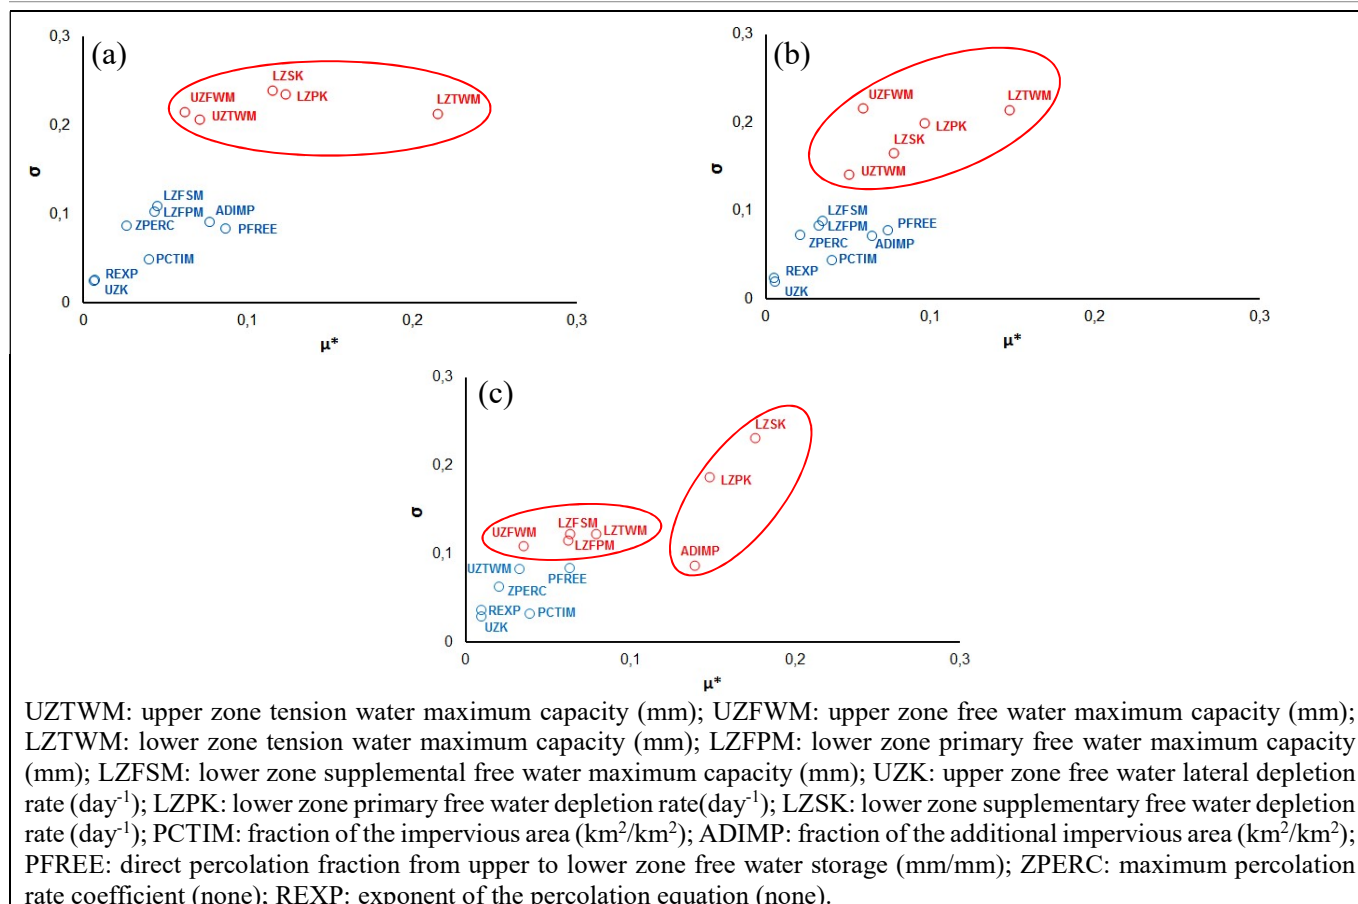 (a)
0,3
0,2
0,1
0
σ
LZSK
UZFWM
LZPK
LZTWM
UZTWM
LZFSM
LZFPM
ADIMP
ZPERC
PFREE
PCTIM
REXP
UZK
0
0,1
0,2
0,3
μ*
(b)
0,3
0,2
0,1
0
σ
UZFWM
LZTWM
LZPK
LZSK
UZTWM
LZFSM
LZFPM
PFREE
ZPERC
ADIMP
PCTIM
REXP
UZK
0
0,1
0,2
0,3
μ*
(c)
0,3
0,2
0,1
0
σ
LZSK
LZPK
LZFSM
UZFWM
LZTWM
LZFPM
ADIMP
UZTWM
PFREE
ZPERC
REXP
PCTIM
UZK
0
0,1
0,2
0,3
μ*
UZTWM: upper zone tension water maximum capacity (mm); UZFWM: upper zone free water maximum capacity (mm);
LZTWM: lower zone tension water maximum capacity (mm); LZFPM: lower zone primary free water maximum capacity
(mm); LZFSM: lower zone supplemental free water maximum capacity (mm); UZK: upper zone free water lateral depletion
rate (day⁻¹); LZPK: lower zone primary free water depletion rate(day⁻¹); LZSK: lower zone supplementary free water depletion
rate (day⁻¹); PCTIM: fraction of the impervious area (km²/km²); ADIMP: fraction of the additional impervious area (km²/km²);
PFREE: direct percolation fraction from upper to lower zone free water storage (mm/mm); ZPERC: maximum percolation
rate coefficient (none); REXP: exponent of the percolation equation (none).